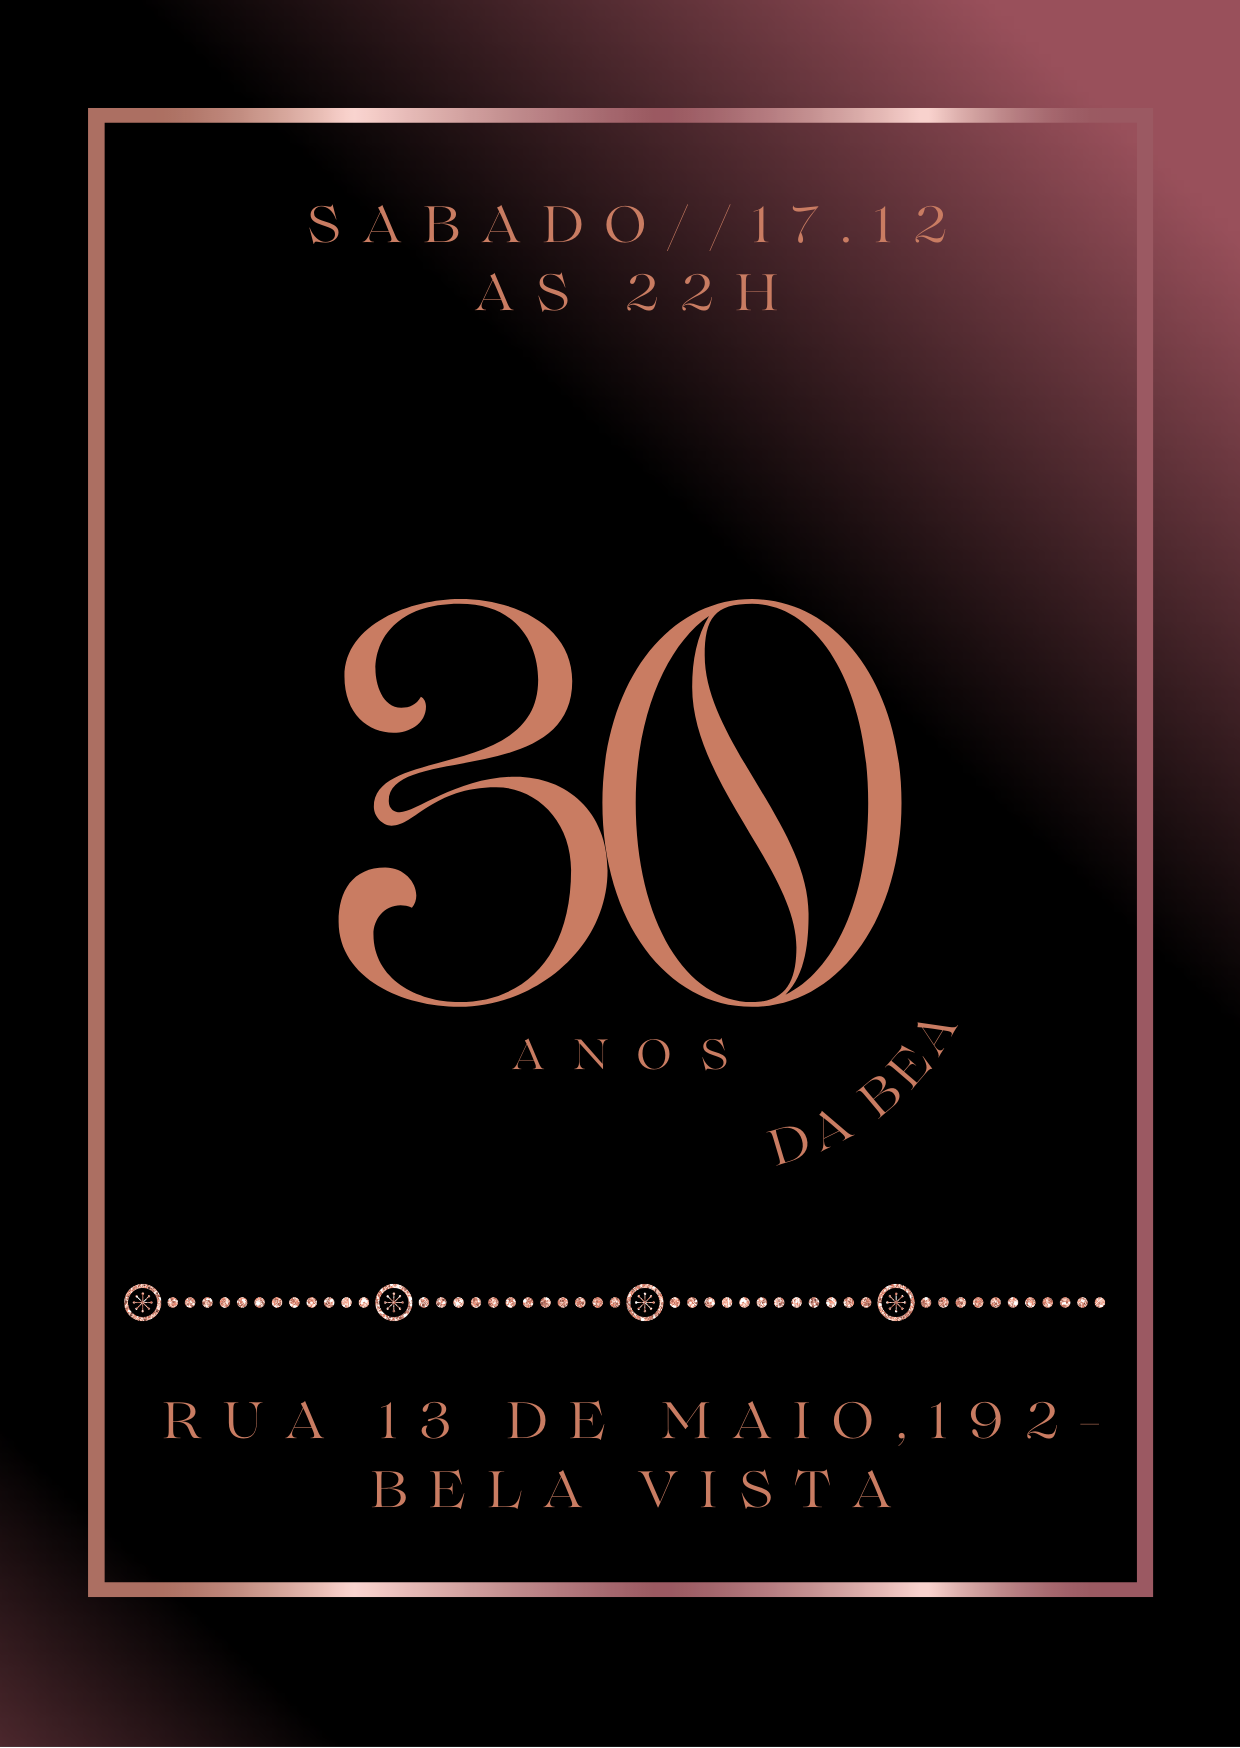 SABADO//17.12
AS 22H
30
ANOS
DA BEA
RUA 13 DE MAIO,192-
BELA VISTA